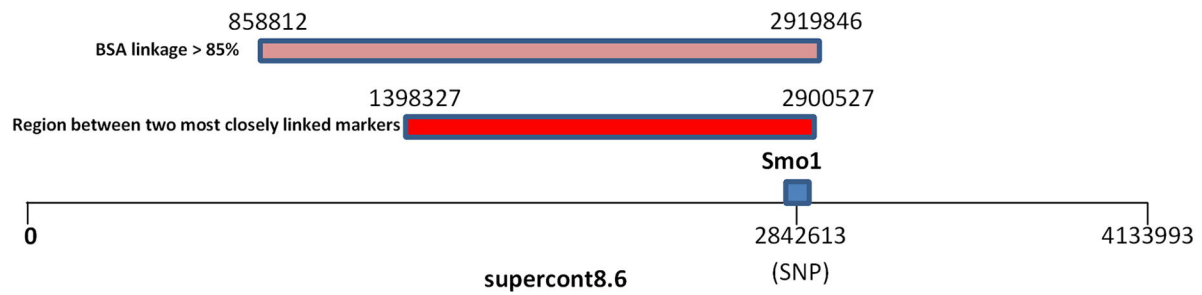 858812 2919846
BSA linkage > 85%
1398327 2900527
Region between two most closely linked markers
Smo1
0 2842613 4133993
(SNP)
supercont8.6